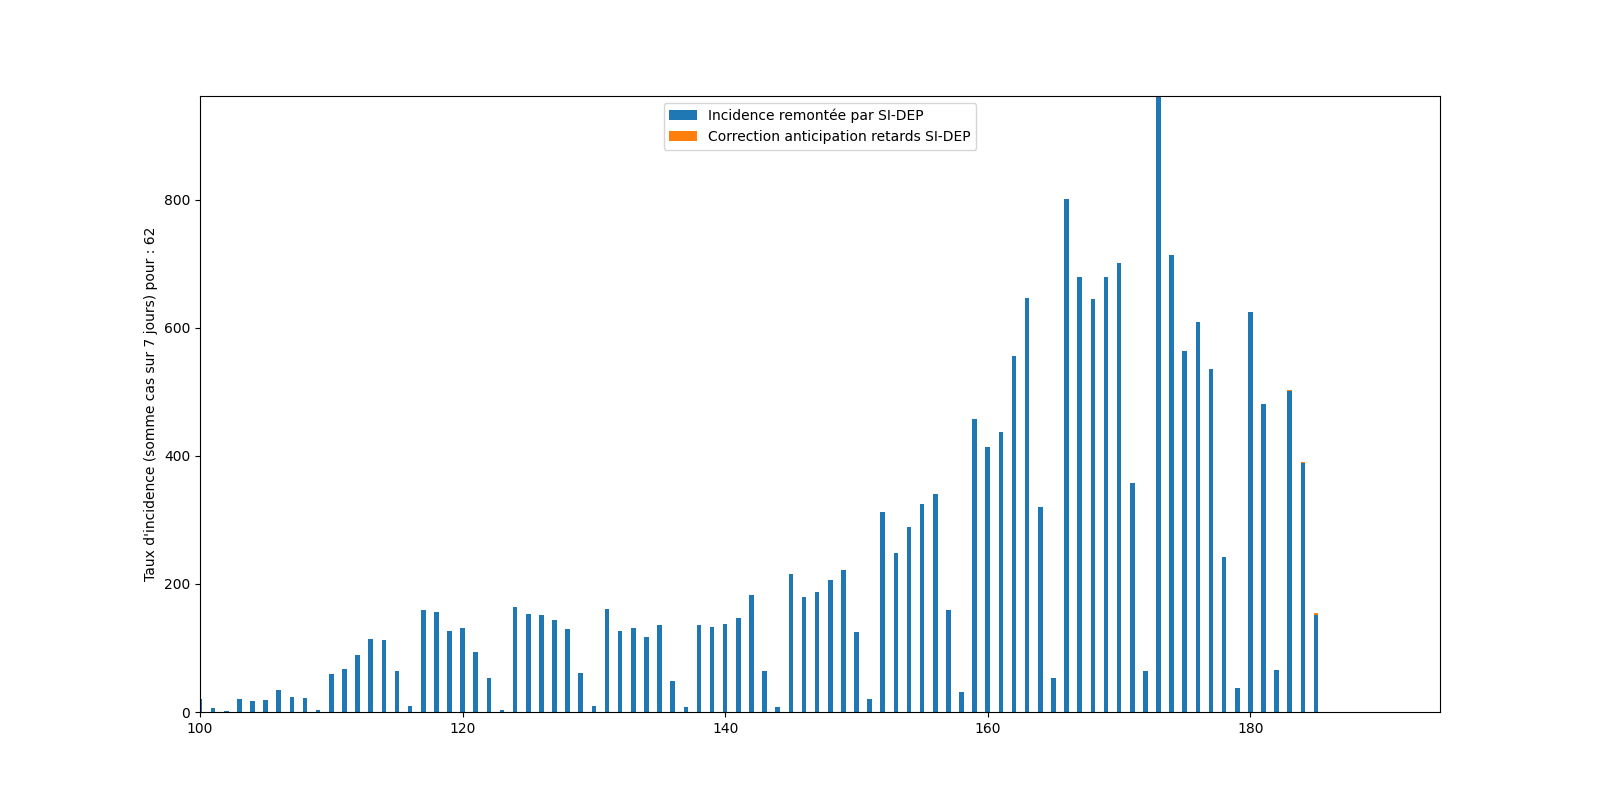 Incidence remontée par SI-DEP
Correction anticipation retards SI-DEP
Taux d'incidence (somme cas sur 7 jours) pour : 62
800
600
400
200
0
100 120 140 160 180